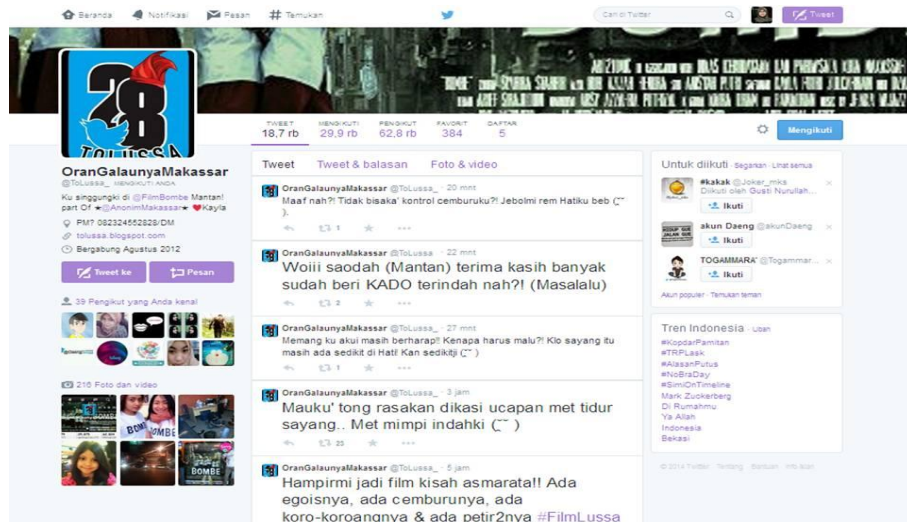 Beranda Notifikasi Pesan # Temukan Cari di Twitter Tweet
28
TOLUSSA
TWEET MENGIKUTI PENGIKUT FAVORIT DAFTAR
18,7 rb 29,9 rb 62,8 rb 384 5
Mengikuti
OranGalaunyaMakassar
@ToLussa_ MENGIKUTI ANDA
Ku singgungki di @FilmBombe Mantan!
part Of ★@AnonimMakassar★ ❤Kayla
PM? 082324552828/DM
tolussa.blogspot.com
Bergabung Agustus 2012
Tweet ke Pesan
39 Pengikut yang Anda kenal
216 Foto dan video
BOMBE
Tweet Tweet & balasan Foto & video
OranGalaunyaMakassar @ToLussa_ · 20 mnt
Maaf nah?! Tidak bisaka' kontrol cemburuku?! Jebolmi rem Hatiku beb (˘˘
).
1
OranGalaunyaMakassar @ToLussa_ · 22 mnt
Woiii saodah (Mantan) terima kasih banyak
sudah beri KADO terindah nah?! (Masalalu)
2
OranGalaunyaMakassar @ToLussa_ · 27 mnt
Memang ku akui masih berharap!! Kenapa harus malu?! Klo sayang itu
masih ada sedikit di Hati! Kan sedikitji (˘˘ )
1
OranGalaunyaMakassar @ToLussa_ · 3 jam
Mauku' tong rasakan dikasi ucapan met tidur
sayang.. Met mimpi indahki (˘˘ )
23
OranGalaunyaMakassar @ToLussa_ · 5 jam
Hampirmi jadi film kisah asmarata!! Ada
egoisnya, ada cemburunya, ada
koro-koroangnya & ada petir2nya #FilmLussa
Untuk diikuti · Segarkan · Lihat semua
#kakak @Joker_mks
Diikuti oleh Gusti Nurullah...
Ikuti
akun Daeng @akunDaeng
Ikuti
TOGAMMARA' @Togammar...
Ikuti
Akun populer · Temukan teman
Tren Indonesia · Ubah
#KopdarPamitan
#TRPLask
#AlasanPutus
#NoBraDay
#SimiOnTimeline
Mark Zuckerberg
Di Rumahmu
Ya Allah
Indonesia
Bekasi
© 2014 Twitter Tentang Bantuan